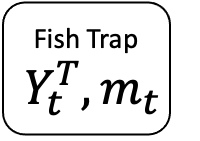 Fish Trap
$Y_t^T, m_t$